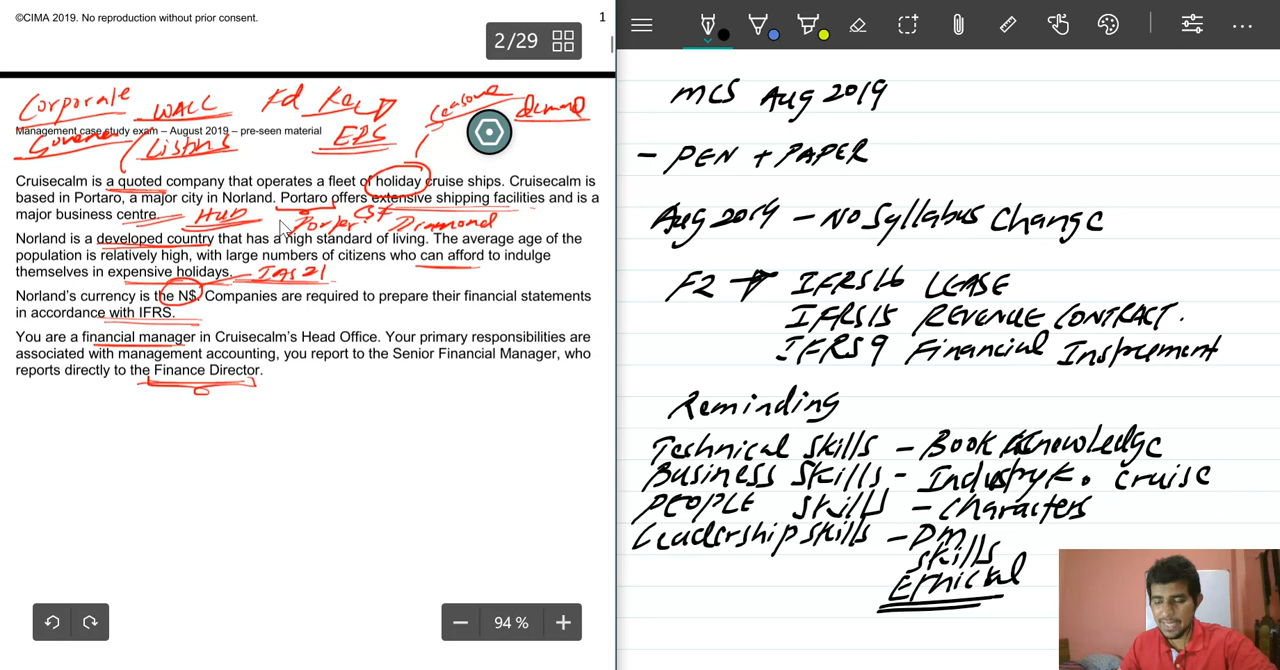 ©CIMA 2019. No reproduction without prior consent.
1
2/29
Corporate WACC
Seasonal demand
Management case study exam – August 2019 – pre-seen material
Governance Listing EPS
Cruisecalm is a quoted company that operates a fleet of holiday cruise ships. Cruisecalm is
based in Portaro, a major city in Norland. Portaro offers extensive shipping facilities and is a
major business centre. Hub CSF
Porter Diamond
Norland is a developed country that has a high standard of living. The average age of the
population is relatively high, with large numbers of citizens who can afford to indulge
themselves in expensive holidays. IAS 21
Norland’s currency is the N$. Companies are required to prepare their financial statements
in accordance with IFRS.
You are a financial manager in Cruisecalm’s Head Office. Your primary responsibilities are
associated with management accounting, you report to the Senior Financial Manager, who
reports directly to the Finance Director.
94 %
MCS Aug 2019
- PEN + PAPER
Aug 2019 - No Syllabus Change
F2 IFRS16 LEASE
IFRS15 REVENUE CONTRACT.
IFRS 9 Financial Instrument
Reminding
Technical Skills - Book Knowledge
Business Skills - Industry K. Cruise
PEOPLE Skills - Characters
Leadership skills - DM
Skills
Ethical